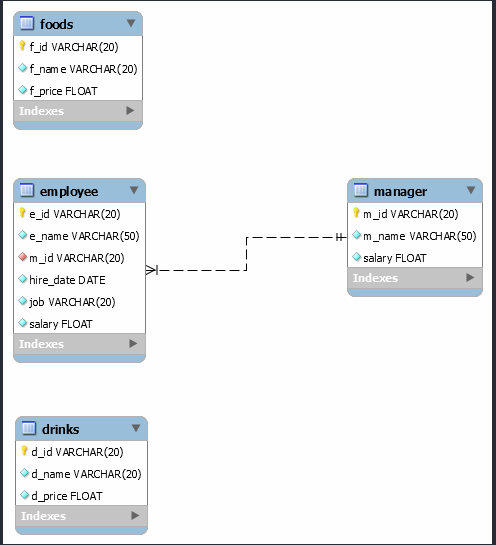 foods
f_id VARCHAR(20)
f_name VARCHAR(20)
f_price FLOAT
Indexes
employee
e_id VARCHAR(20)
e_name VARCHAR(50)
m_id VARCHAR(20)
hire_date DATE
job VARCHAR(20)
salary FLOAT
Indexes
manager
m_id VARCHAR(20)
m_name VARCHAR(50)
salary FLOAT
Indexes
drinks
d_id VARCHAR(20)
d_name VARCHAR(20)
d_price FLOAT
Indexes